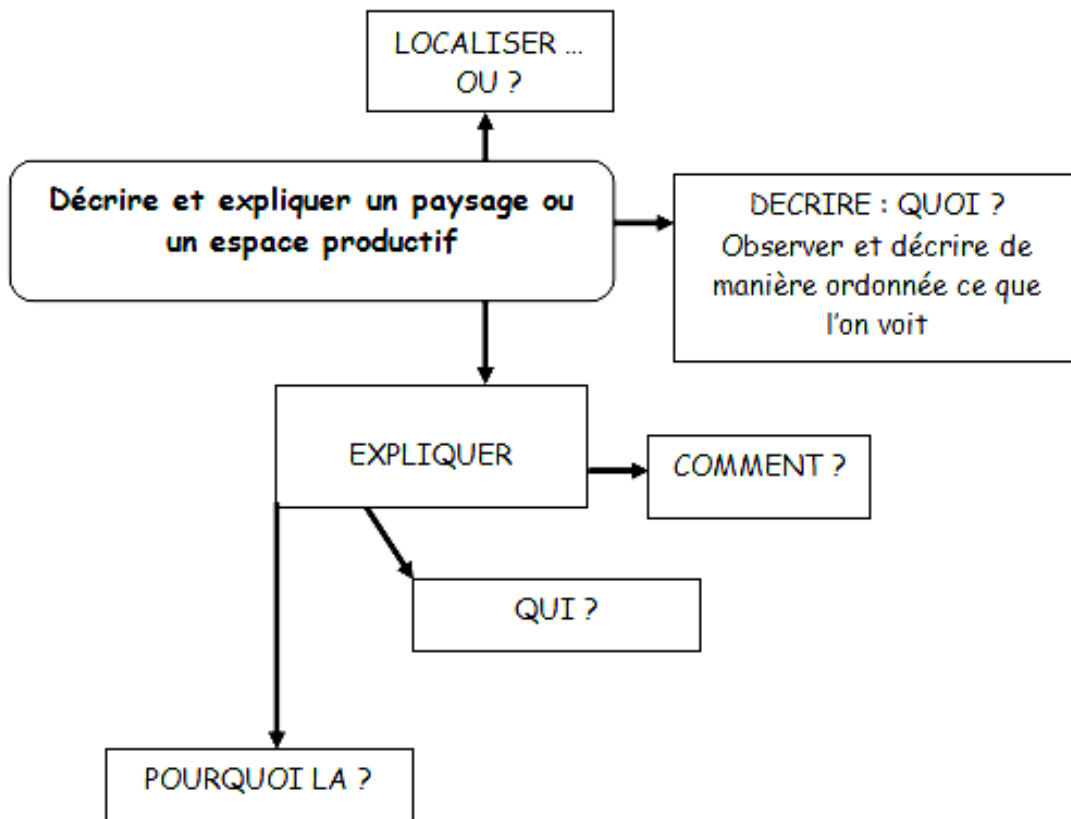 LOCALISER ...
OU ?
Décrire et expliquer un paysage ou
un espace productif
DECRIRE : QUOI ?
Observer et décrire de
manière ordonnée ce que
l'on voit
EXPLIQUER
COMMENT ?
QUI ?
POURQUOI LA ?